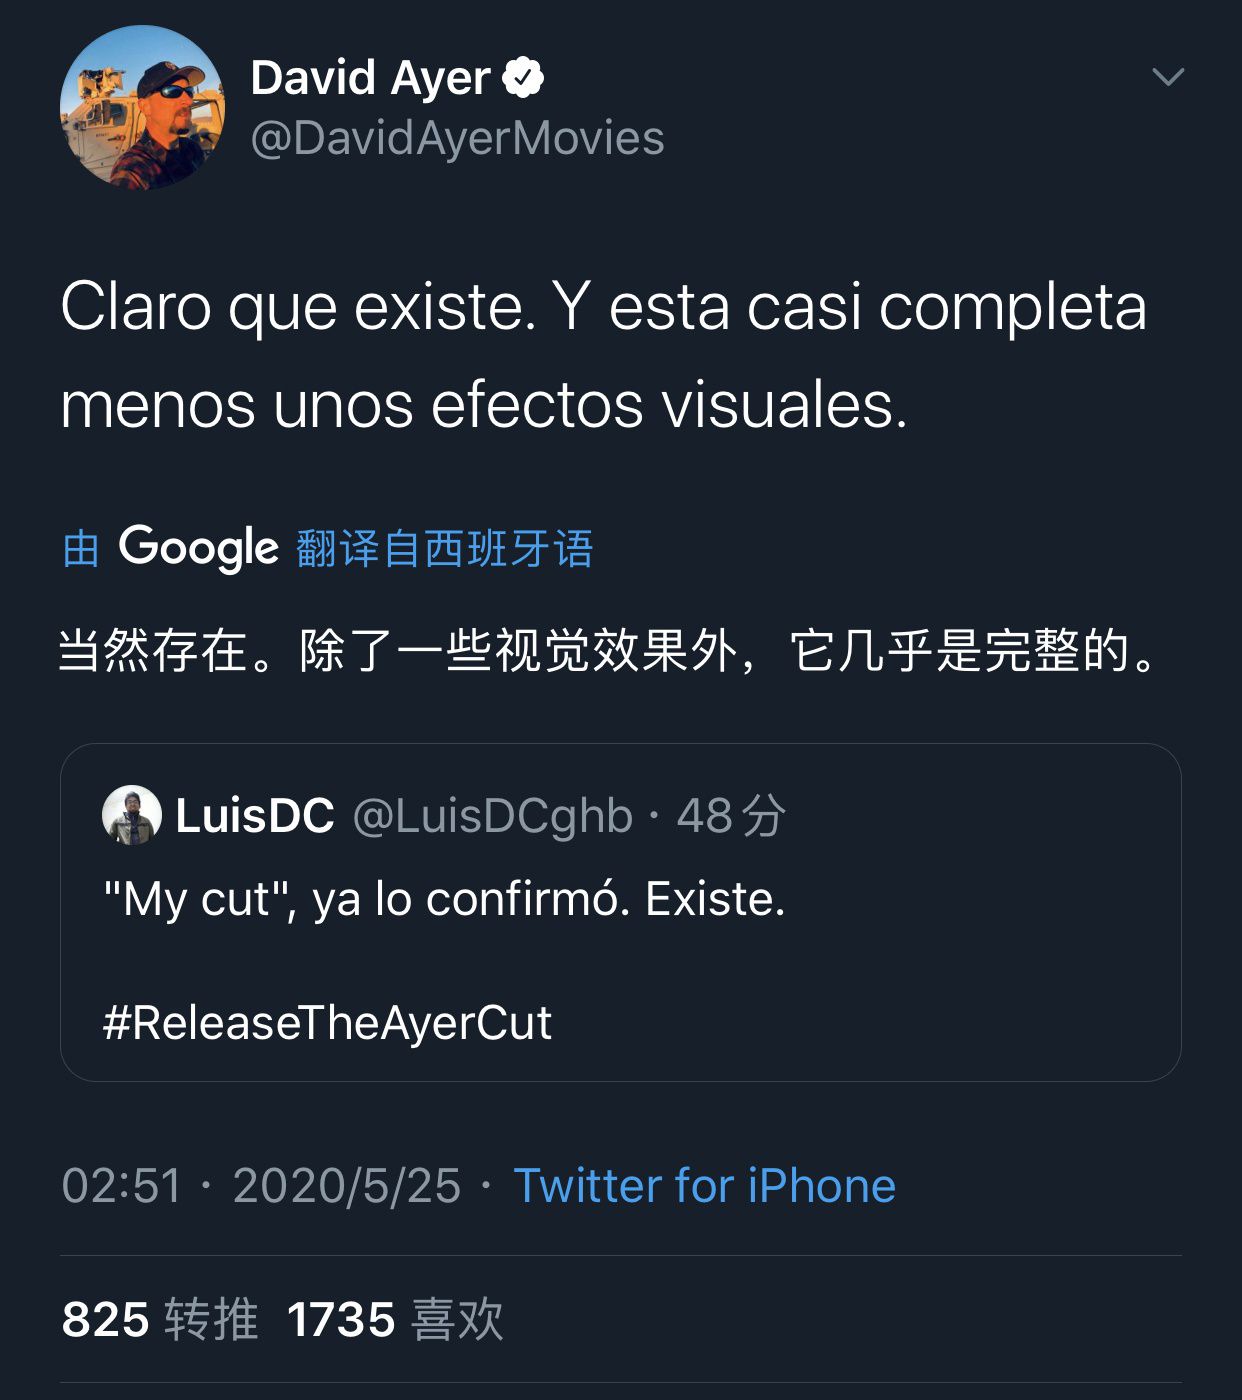 David Ayer
@DavidAyerMovies
Claro que existe. Y esta casi completa
menos unos efectos visuales.
由 Google 翻译自西班牙语
当然存在。除了一些视觉效果外，它几乎是完整的。
LuisDC @LuisDCghb · 48分
"My cut", ya lo confirmó. Existe.
#ReleaseTheAyerCut
02:51 · 2020/5/25 · Twitter for iPhone
825 转推 1735 喜欢